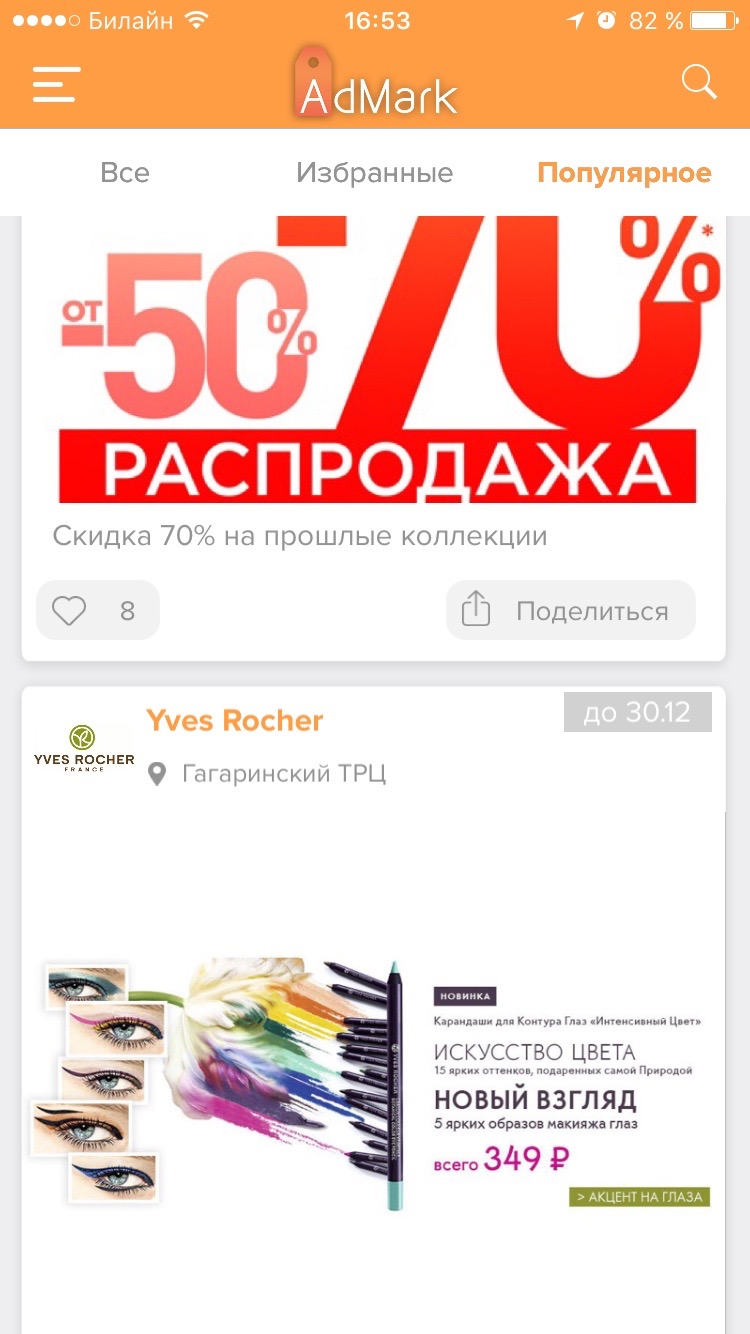 Билайн 16:53 82 %
AdMark
Все Избранные Популярное
от -50% -70%*
РАСПРОДАЖА
Скидка 70% на прошлые коллекции
8 Поделиться
Yves Rocher до 30.12
YVES ROCHER
FRANCE
Гагаринский ТРЦ
НОВИНКА
Карандаши для Контура Глаз «Интенсивный Цвет»
ИСКУССТВО ЦВЕТА
15 ярких оттенков, подаренных самой Природой
НОВЫЙ ВЗГЛЯД
5 ярких образов макияжа глаз
всего 349 ₽
> АКЦЕНТ НА ГЛАЗА
YVES ROCHER